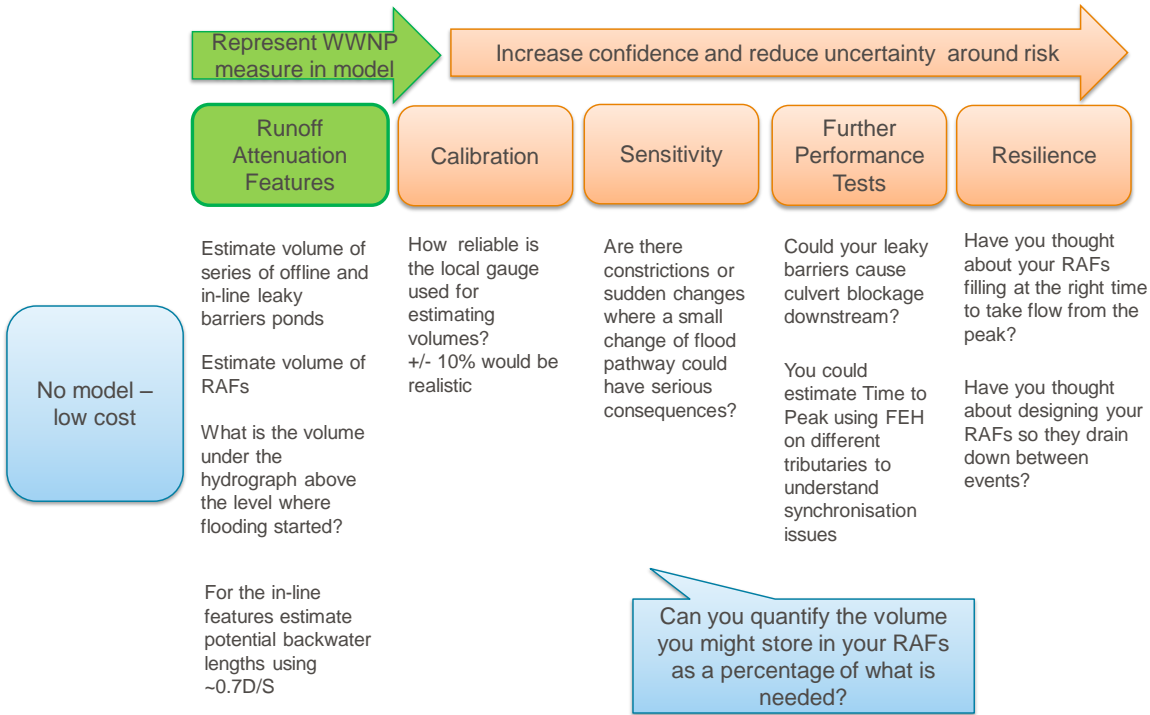 Represent WWNP
measure in model
Increase confidence and reduce uncertainty around risk
Runoff
Attenuation
Features
Calibration
Sensitivity
Further
Performance
Tests
Resilience
No model –
low cost
Estimate volume of
series of offline and
in-line leaky
barriers ponds
Estimate volume of
RAFs
What is the volume
under the
hydrograph above
the level where
flooding started?
For the in-line
features estimate
potential backwater
lengths using
~0.7D/S
How reliable is
the local gauge
used for
estimating
volumes?
+/- 10% would be
realistic
Are there
constrictions or
sudden changes
where a small
change of flood
pathway could
have serious
consequences?
Could your leaky
barriers cause
culvert blockage
downstream?
You could
estimate Time to
Peak using FEH
on different
tributaries to
understand
synchronisation
issues
Have you thought
about your RAFs
filling at the right time
to take flow from the
peak?
Have you thought
about designing your
RAFs so they drain
down between
events?
Can you quantify the volume
you might store in your RAFs
as a percentage of what is
needed?